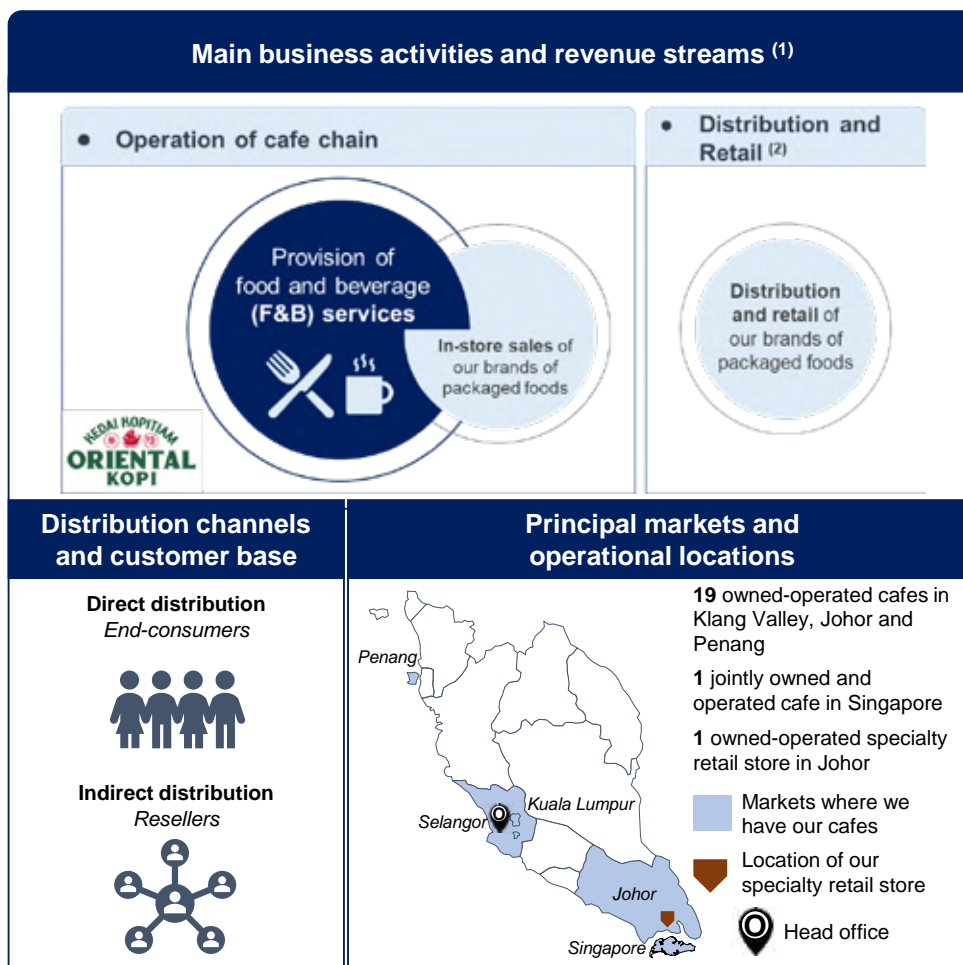 Main business activities and revenue streams (1)
● Operation of cafe chain
● Distribution and
Retail (2)
Provision of
food and beverage
(F&B) services
In-store sales of
our brands of
packaged foods
Distribution
and retail of
our brands of
packaged foods
KEDAI KOPITIAM
ORIENTAL
KOPI
Distribution channels
and customer base
Direct distribution
End-consumers
Indirect distribution
Resellers
Principal markets and
operational locations
Penang
Kuala Lumpur
Selangor
Johor
Singapore
19 owned-operated cafes in
Klang Valley, Johor and
Penang
1 jointly owned and
operated cafe in Singapore
1 owned-operated specialty
retail store in Johor
Markets where we
have our cafes
Location of our
specialty retail store
Head office